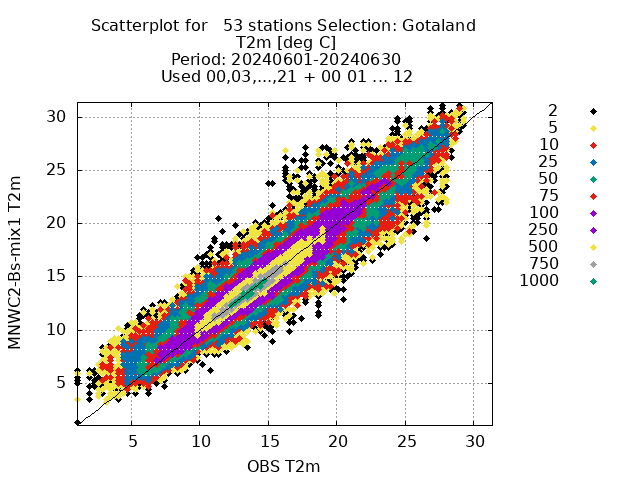 Scatterplot for   53 stations Selection: Gotaland
T2m [deg C]
Period: 20240601-20240630
Used 00,03,...,21 + 00 01 ... 12
MNWC2-Bs-mix1 T2m
30
25
20
15
10
5
5 10 15 20 25 30
OBS T2m
2
5
10
25
50
75
100
250
500
750
1000